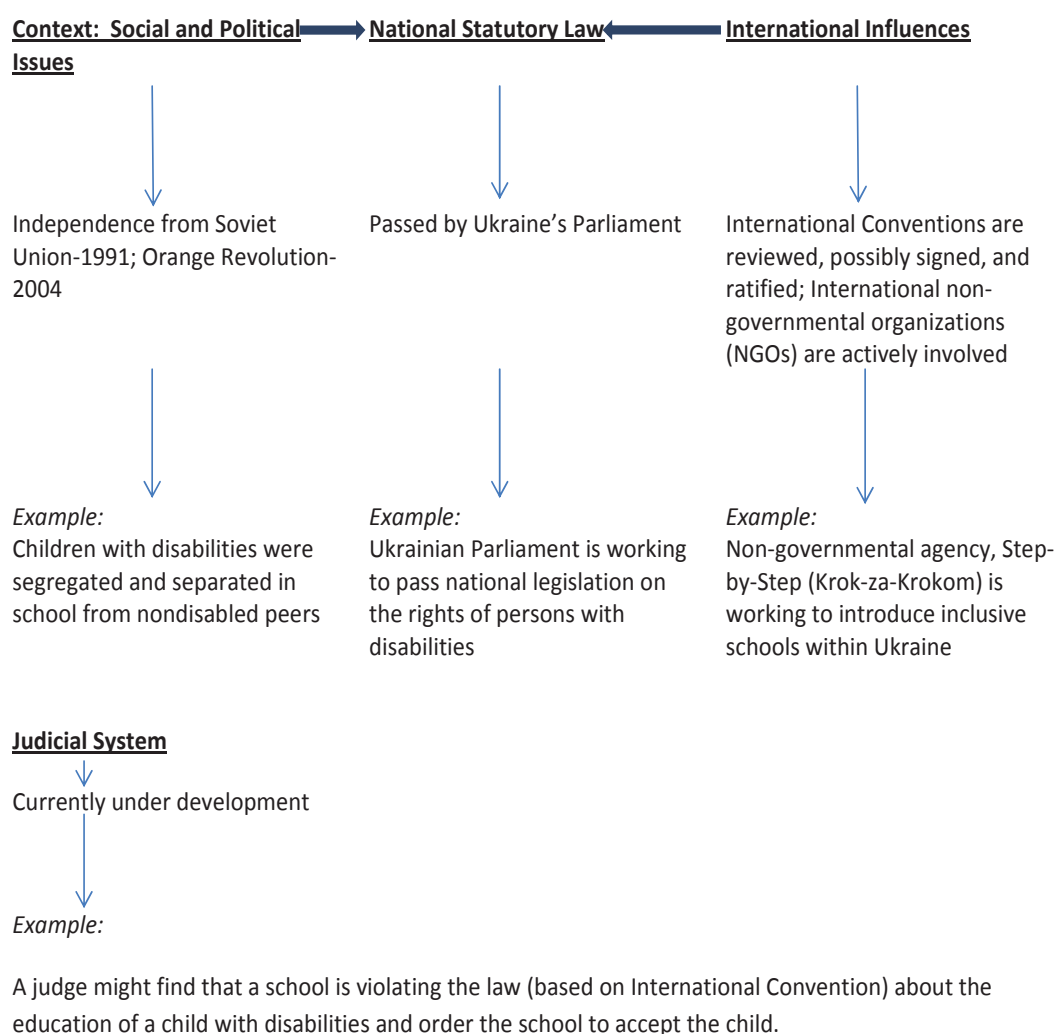 Context: Social and Political Issues
National Statutory Law
International Influences
Independence from Soviet
Union-1991; Orange Revolution-
2004
Passed by Ukraine's Parliament
International Conventions are
reviewed, possibly signed, and
ratified; International non-
governmental organizations
(NGOs) are actively involved
Example:
Children with disabilities were
segregated and separated in
school from nondisabled peers
Example:
Ukrainian Parliament is working
to pass national legislation on
the rights of persons with
disabilities
Example:
Non-governmental agency, Step-
by-Step (Krok-za-Krokom) is
working to introduce inclusive
schools within Ukraine
Judicial System
Currently under development
Example:
A judge might find that a school is violating the law (based on International Convention) about the
education of a child with disabilities and order the school to accept the child.